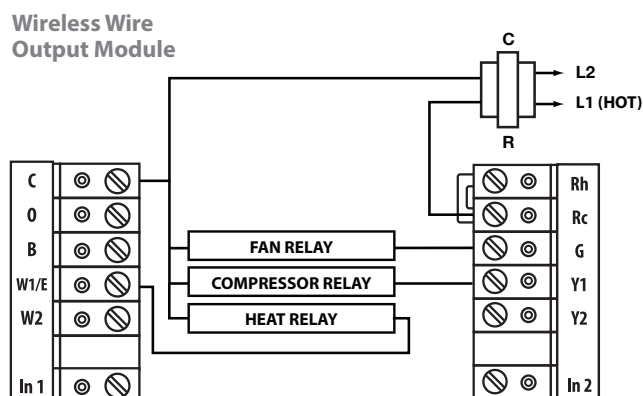 Wireless Wire
Output Module
C
L2
L1 (HOT)
R
C
O
B
W1/E
W2
In 1
FAN RELAY
COMPRESSOR RELAY
HEAT RELAY
Rh
Rc
G
Y1
Y2
In 2